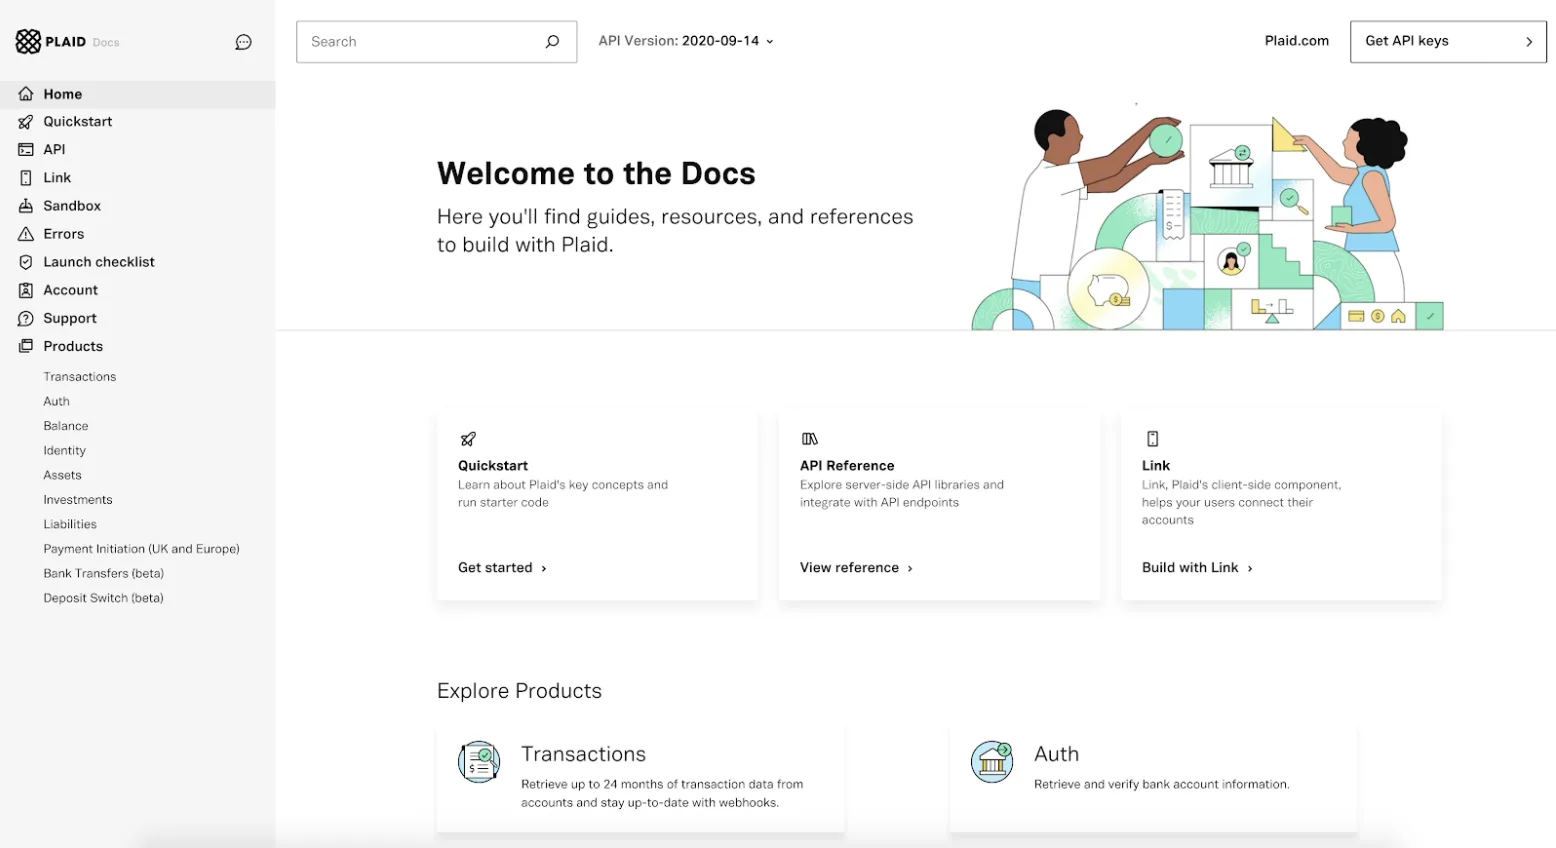 PLAID Docs
Home
Quickstart
API
Link
Sandbox
Errors
Launch checklist
Account
Support
Products
Transactions
Auth
Balance
Identity
Assets
Investments
Liabilities
Payment Initiation (UK and Europe)
Bank Transfers (beta)
Deposit Switch (beta)
Search
API Version: 2020-09-14
Plaid.com
Get API keys
Welcome to the Docs
Here you'll find guides, resources, and references
to build with Plaid.
Quickstart
Learn about Plaid's key concepts and
run starter code
Get started
API Reference
Explore server-side API libraries and
integrate with API endpoints
View reference
Link
Link, Plaid's client-side component,
helps your users connect their
accounts
Build with Link
Explore Products
Transactions
Retrieve up to 24 months of transaction data from
accounts and stay up-to-date with webhooks.
Auth
Retrieve and verify bank account information.